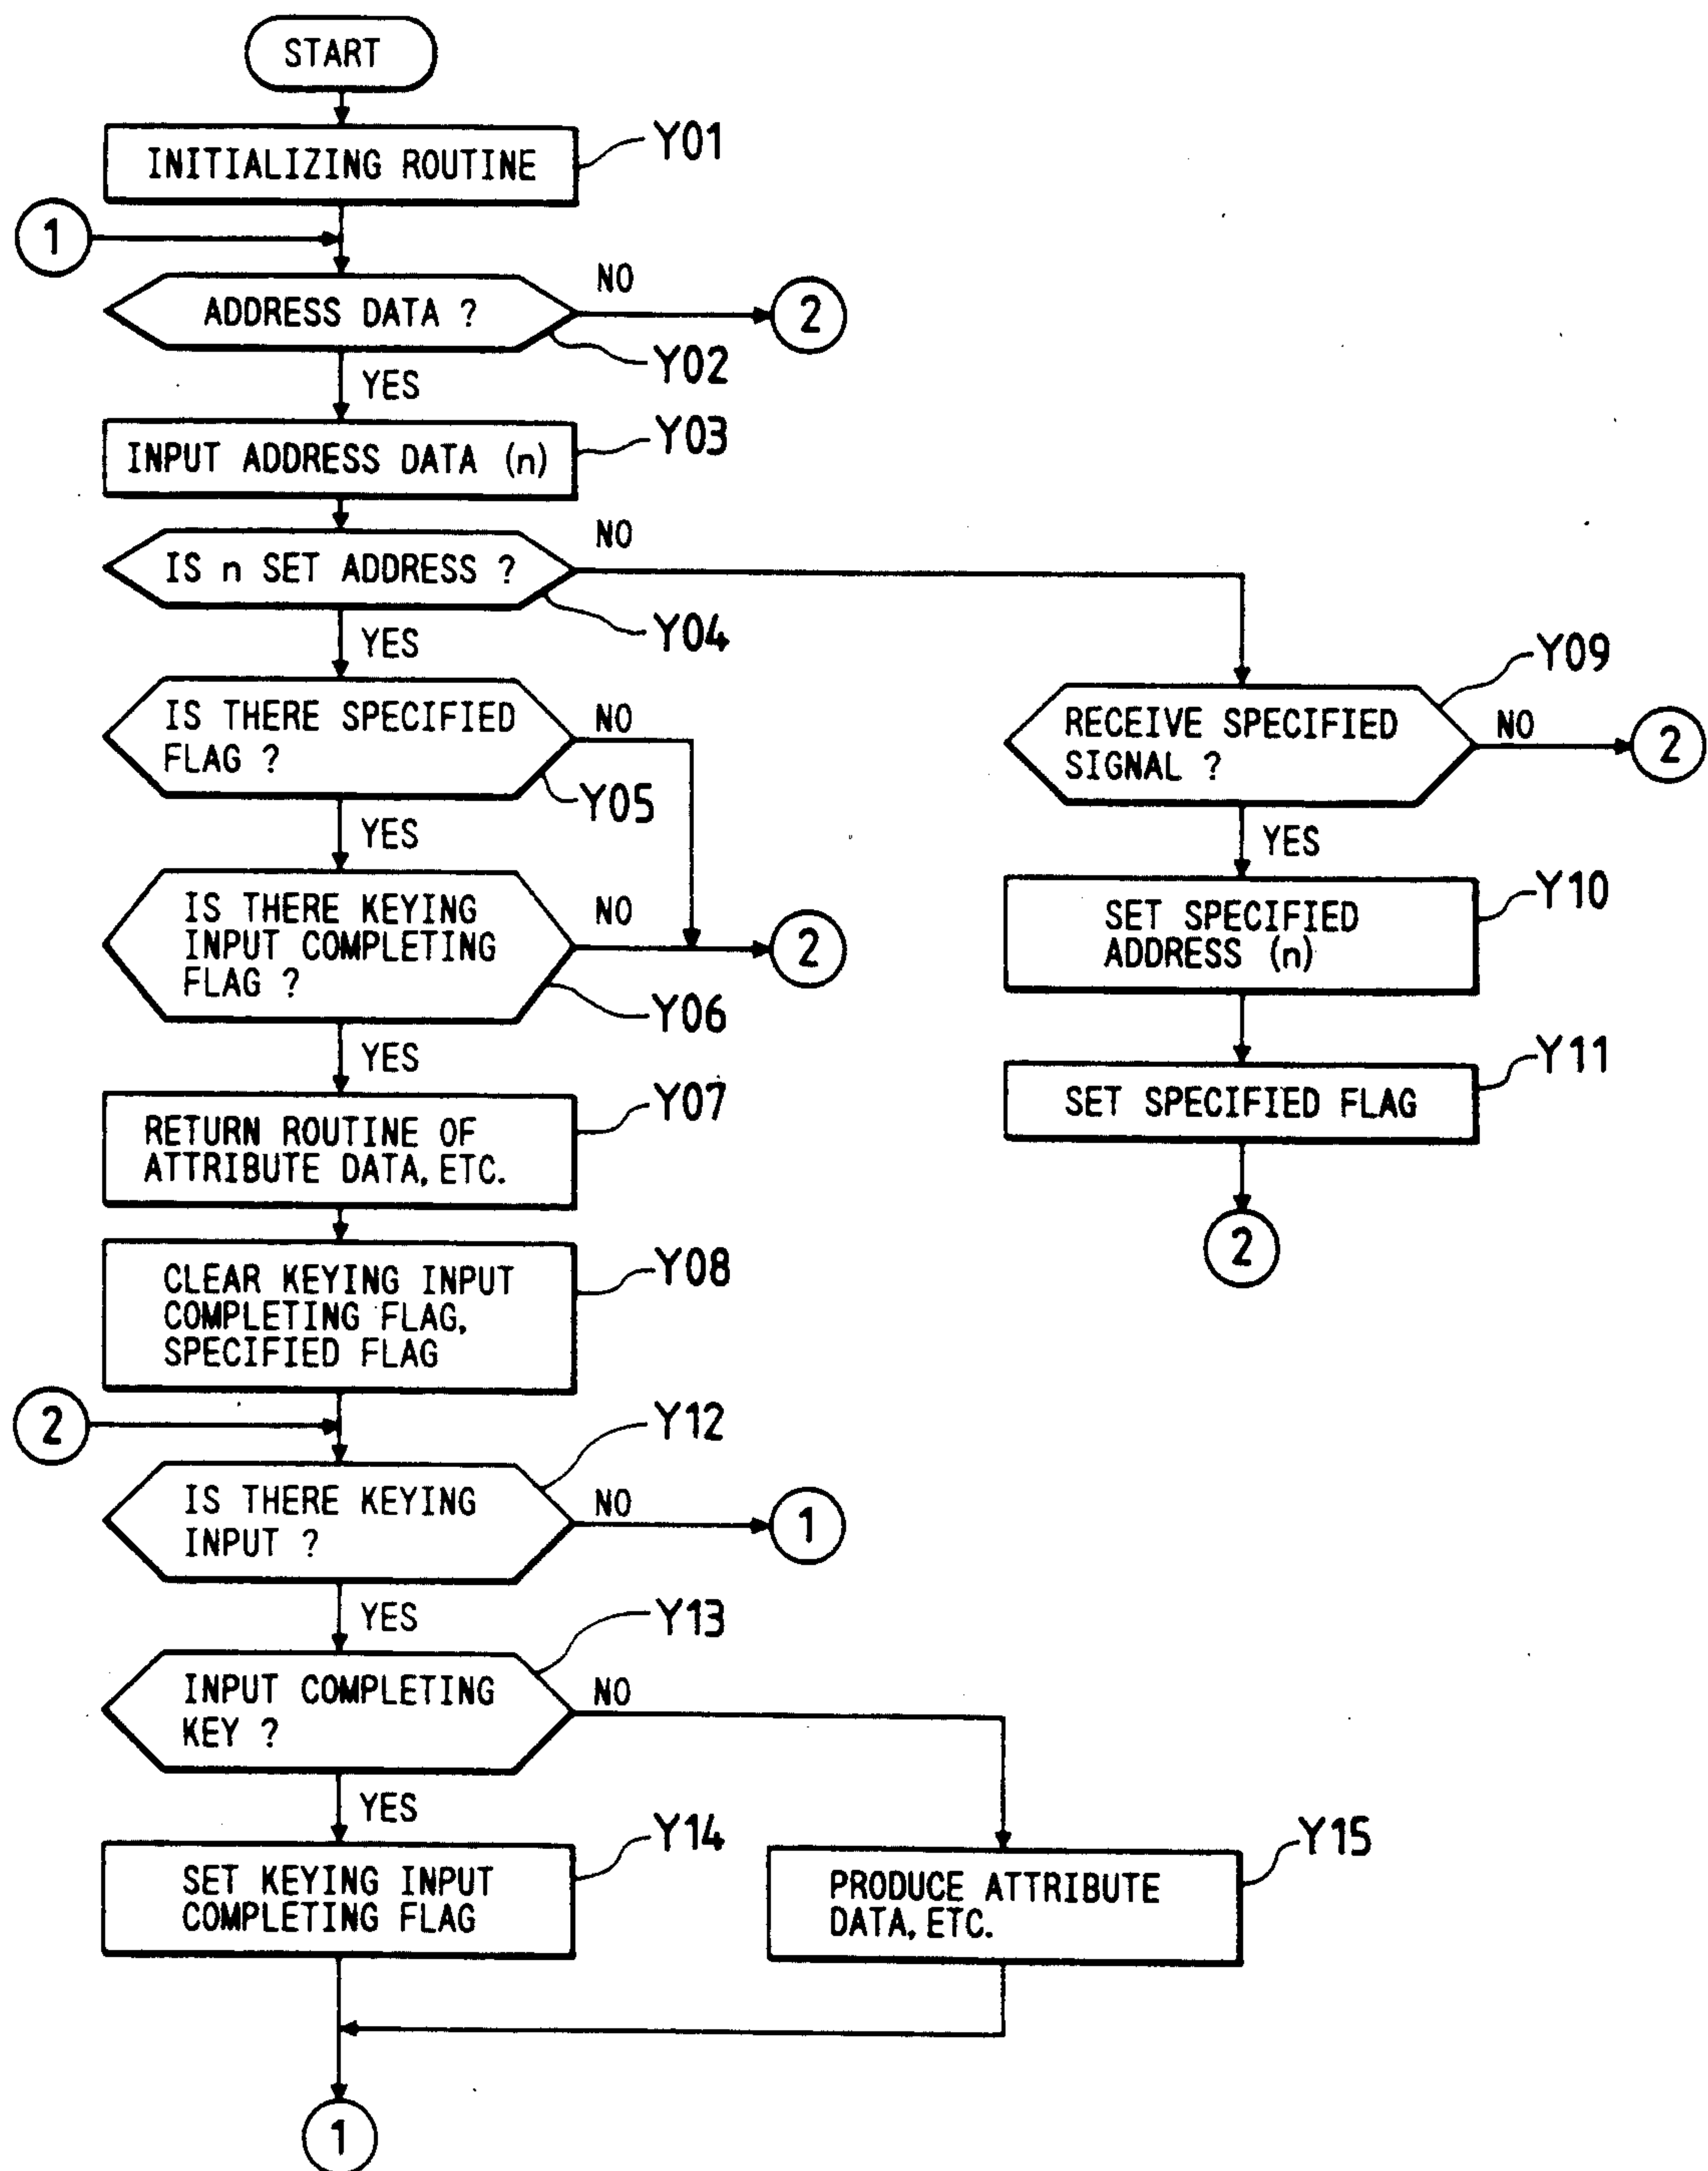 START
INITIALIZING ROUTINE
Y01
1
ADDRESS DATA ?
NO
2
Y02
YES
INPUT ADDRESS DATA (n)
Y03
IS n SET ADDRESS ?
NO
Y04
YES
IS THERE SPECIFIED
FLAG ?
NO
Y05
YES
RECEIVE SPECIFIED
SIGNAL ?
Y09
NO
2
YES
IS THERE KEYING
INPUT COMPLETING
FLAG ?
NO
2
Y06
YES
SET SPECIFIED
ADDRESS (n)
Y10
SET SPECIFIED FLAG
Y11
2
RETURN ROUTINE OF
ATTRIBUTE DATA, ETC.
Y07
CLEAR KEYING INPUT
COMPLETING FLAG,
SPECIFIED FLAG
Y08
2
IS THERE KEYING
INPUT ?
Y12
NO
1
YES
INPUT COMPLETING
KEY ?
Y13
NO
YES
SET KEYING INPUT
COMPLETING FLAG
Y14
PRODUCE ATTRIBUTE
DATA, ETC.
Y15
1